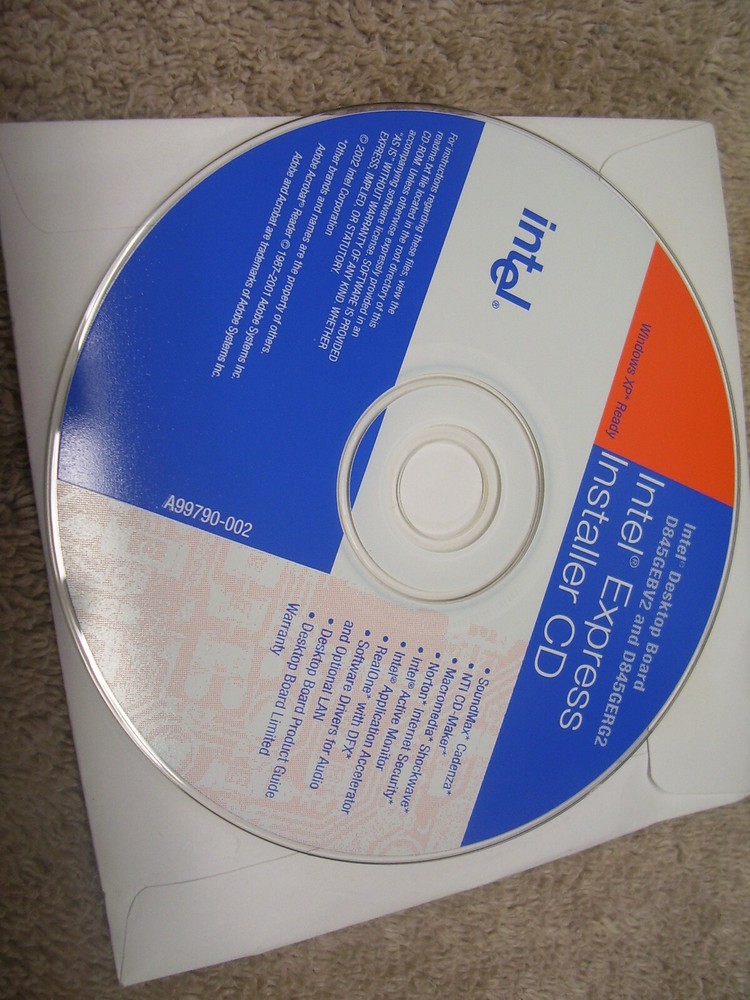 intel®
Windows XP* Ready
Intel® Desktop Board
D845GEBV2 and D845GERG2
Intel® Express
Installer CD
• SoundMax* Cadenza*
• NTI CD-Maker*
• Macromedia* Shockwave*
• Norton* Internet Security*
• Intel® Active Monitor
• Intel® Application Accelerator
• RealOne* with DFX*
• Software Drivers for Audio
and Optional LAN
• Desktop Board Product Guide
• Desktop Board Limited
Warranty
For instructions regarding these files, view the
readme.txt file located in the root directory of this
CD-ROM. Unless otherwise expressly provided in an
accompanying software license, SOFTWARE IS PROVIDED
"AS IS" WITHOUT WARRANTY OF ANY KIND, WHETHER
EXPRESS, IMPLIED, OR STATUTORY.
© 2002 Intel Corporation.
*Other brands and names are the property of others.
Adobe Acrobat® Reader © 1987-2001 Adobe Systems Inc.
Adobe and Acrobat are trademarks of Adobe Systems Inc.
A99790-002